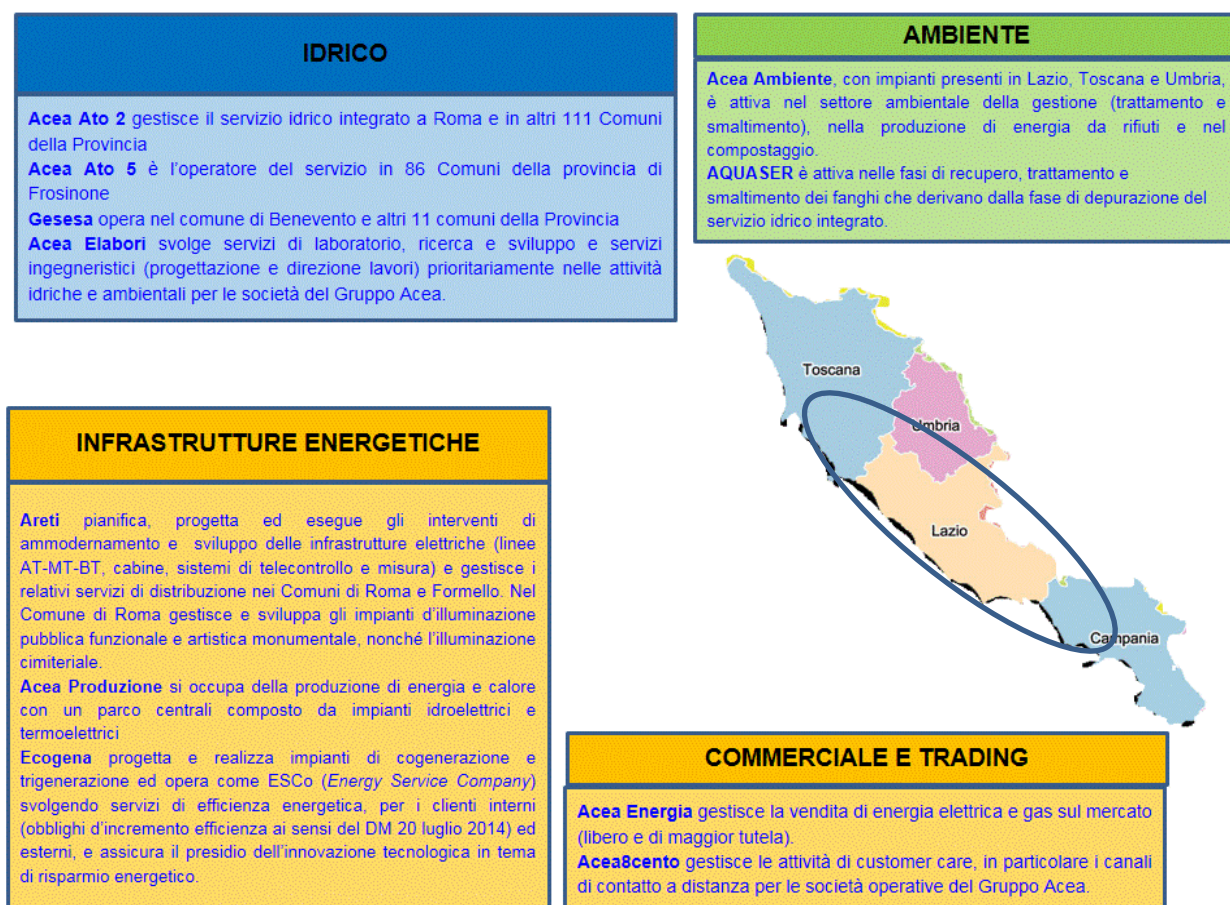 IDRICO
Acea Ato 2 gestisce il servizio idrico integrato a Roma e in altri 111 Comuni
della Provincia
Acea Ato 5 è l'operatore del servizio in 86 Comuni della provincia di
Frosinone
Gesesa opera nel comune di Benevento e altri 11 comuni della Provincia
Acea Elabori svolge servizi di laboratorio, ricerca e sviluppo e servizi
ingegneristici (progettazione e direzione lavori) prioritariamente nelle attività
idriche e ambientali per le società del Gruppo Acea.
AMBIENTE
Acea Ambiente, con impianti presenti in Lazio, Toscana e Umbria,
è attiva nel settore ambientale della gestione (trattamento e
smaltimento), nella produzione di energia da rifiuti e nel
compostaggio.
AQUASER è attiva nelle fasi di recupero, trattamento e
smaltimento dei fanghi che derivano dalla fase di depurazione del
servizio idrico integrato.
Toscana
Umbria
Lazio
Campania
INFRASTRUTTURE ENERGETICHE
Areti pianifica, progetta ed esegue gli interventi di
ammodernamento e sviluppo delle infrastrutture elettriche (linee
AT-MT-BT, cabine, sistemi di telecontrollo e misura) e gestisce i
relativi servizi di distribuzione nei Comuni di Roma e Formello. Nel
Comune di Roma gestisce e sviluppa gli impianti d'illuminazione
pubblica funzionale e artistica monumentale, nonché l'illuminazione
cimiteriale.
Acea Produzione si occupa della produzione di energia e calore
con un parco centrali composto da impianti idroelettrici e
termoelettrici
Ecogena progetta e realizza impianti di cogenerazione e
trigenerazione ed opera come ESCo (Energy Service Company)
svolgendo servizi di efficienza energetica, per i clienti interni
(obblighi d'incremento efficienza ai sensi del DM 20 luglio 2014) ed
esterni, e assicura il presidio dell'innovazione tecnologica in tema
di risparmio energetico.
COMMERCIALE E TRADING
Acea Energia gestisce la vendita di energia elettrica e gas sul mercato
(libero e di maggior tutela).
Acea8cento gestisce le attività di customer care, in particolare i canali
di contatto a distanza per le società operative del Gruppo Acea.